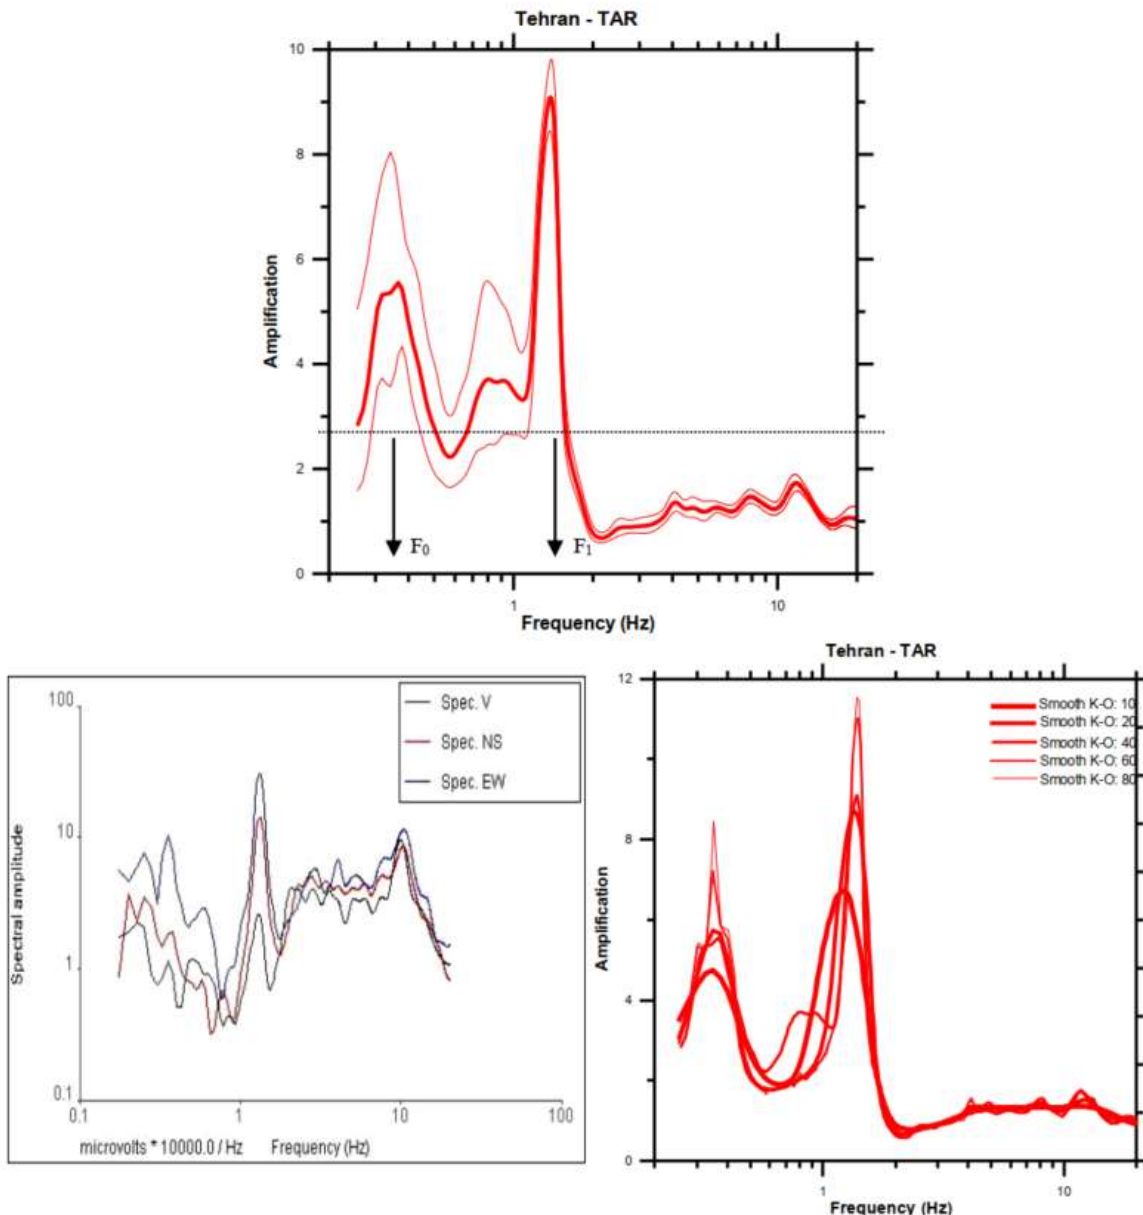 Tehran - TAR
10
8
6
4
2
0
Amplification
F0
F1
1
10
Frequency (Hz)
100
10
1
0.1
Spectral amplitude
Spec. V
Spec. NS
Spec. EW
0.1
1
10
100
microvolts * 10000.0 / Hz Frequency (Hz)
Tehran - TAR
12
8
4
0
Amplification
Smooth K-O: 10
Smooth K-O: 20
Smooth K-O: 40
Smooth K-O: 60
Smooth K-O: 80
1
10
Frequency (Hz)